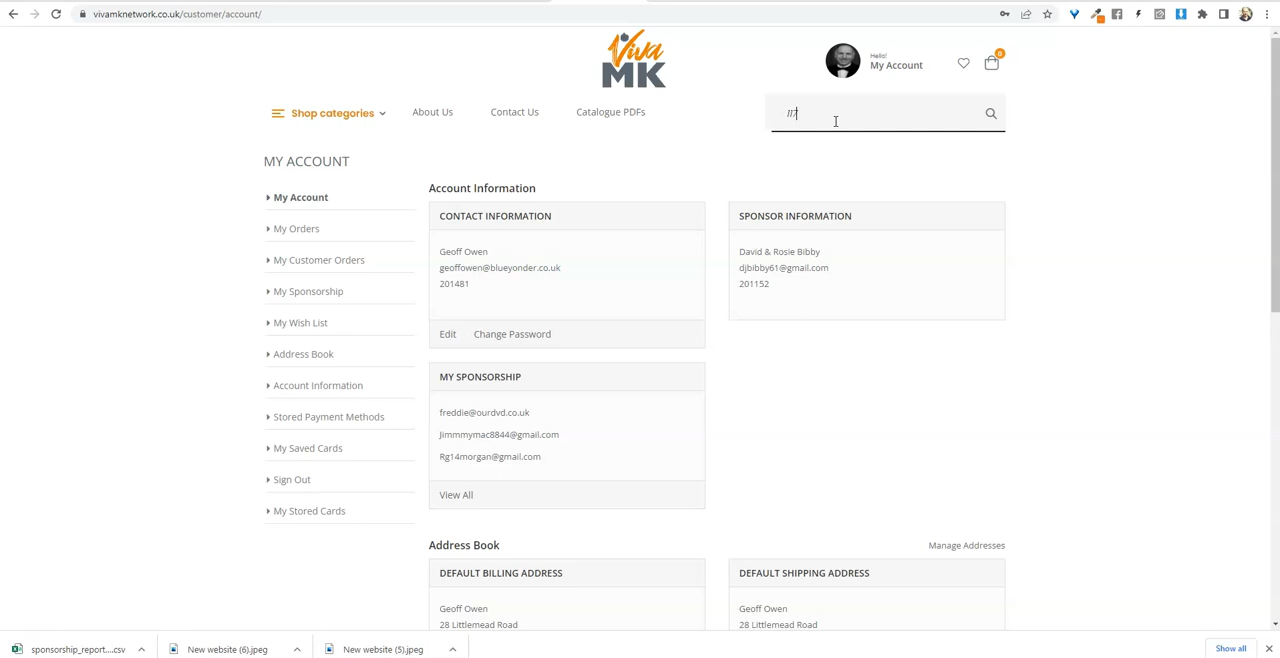 vivamknetwork.co.uk/customer/account/
Viva
MK
Hello!
My Account
0
Shop categories
About Us
Contact Us
Catalogue PDFs
MY ACCOUNT
My Account
My Orders
My Customer Orders
My Sponsorship
My Wish List
Address Book
Account Information
Stored Payment Methods
My Saved Cards
Sign Out
My Stored Cards
Account Information
CONTACT INFORMATION
Geoff Owen
geoffowen@blueyonder.co.uk
201481
Edit
Change Password
SPONSOR INFORMATION
David & Rosie Bibby
djbibby61@gmail.com
201152
MY SPONSORSHIP
freddie@ourdvd.co.uk
Jimmmymac8844@gmail.com
Rg14morgan@gmail.com
View All
Address Book
Manage Addresses
DEFAULT BILLING ADDRESS
Geoff Owen
28 Littlemead Road
DEFAULT SHIPPING ADDRESS
Geoff Owen
28 Littlemead Road
sponsorship_report....csv
New website (6).jpeg
New website (5).jpeg
Show all